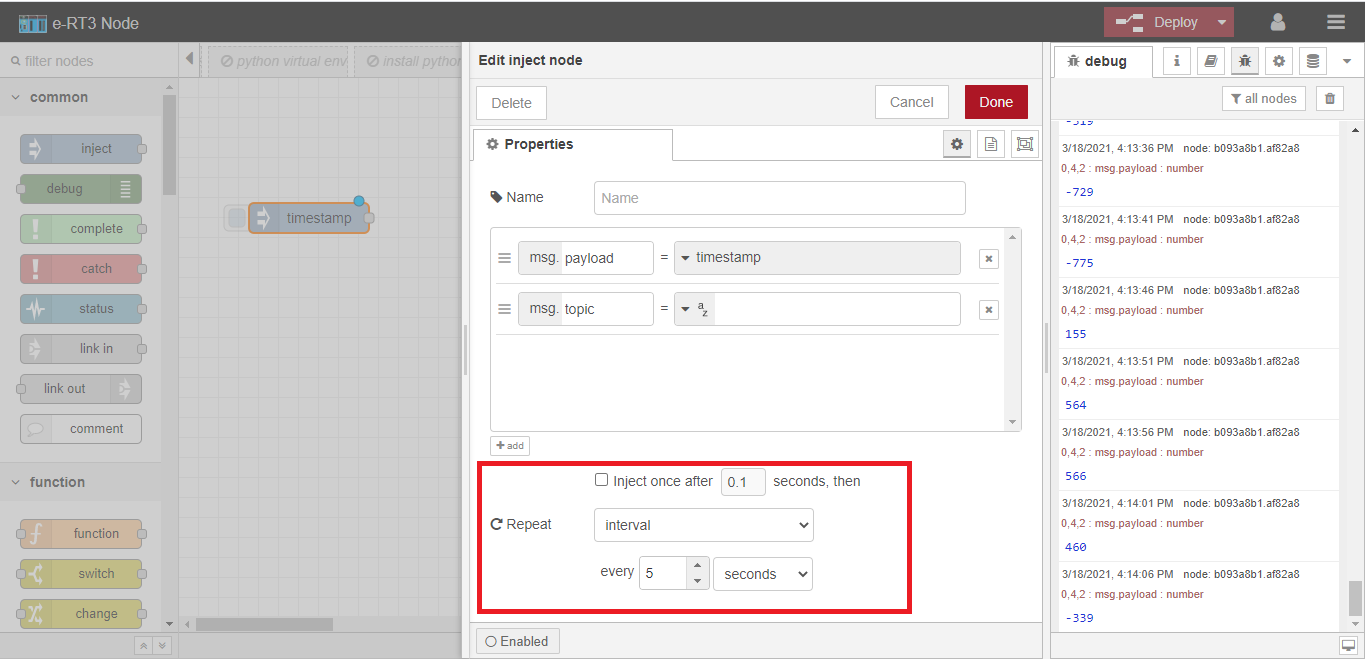 e-RT3 Node
Deploy
filter nodes
python virtual env
install python
common
inject
debug
complete
catch
status
link in
link out
comment
function
function
switch
change
timestamp
Edit inject node
Delete
Cancel
Done
Properties
Name
Name
msg. payload = timestamp
msg. topic = a z
add
Inject once after 0.1 seconds, then
Repeat interval
every 5 seconds
Enabled
debug
i
all nodes
-319
3/18/2021, 4:13:36 PM node: b093a8b1.af82a8
0,4,2 : msg.payload : number
-729
3/18/2021, 4:13:41 PM node: b093a8b1.af82a8
0,4,2 : msg.payload : number
-775
3/18/2021, 4:13:46 PM node: b093a8b1.af82a8
0,4,2 : msg.payload : number
155
3/18/2021, 4:13:51 PM node: b093a8b1.af82a8
0,4,2 : msg.payload : number
564
3/18/2021, 4:13:56 PM node: b093a8b1.af82a8
0,4,2 : msg.payload : number
566
3/18/2021, 4:14:01 PM node: b093a8b1.af82a8
0,4,2 : msg.payload : number
460
3/18/2021, 4:14:06 PM node: b093a8b1.af82a8
0,4,2 : msg.payload : number
-339